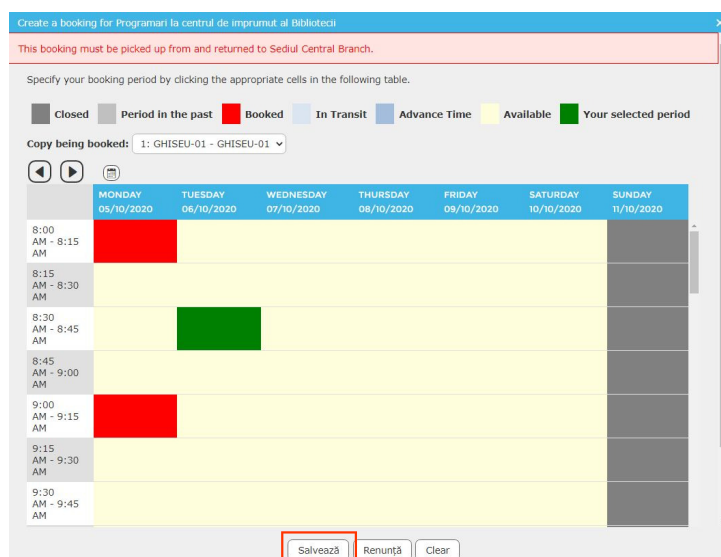 Create a booking for Programari la centrul de imprumut al Bibliotecii
This booking must be picked up from and returned to Sediul Central Branch.
Specify your booking period by clicking the appropriate cells in the following table.
Closed Period in the past Booked In Transit Advance Time Available Your selected period
Copy being booked: 1: GHISEU-01 - GHISEU-01
MONDAY TUESDAY WEDNESDAY THURSDAY FRIDAY SATURDAY SUNDAY
05/10/2020 06/10/2020 07/10/2020 08/10/2020 09/10/2020 10/10/2020 11/10/2020
8:00
AM - 8:15
AM
8:15
AM - 8:30
AM
8:30
AM - 8:45
AM
8:45
AM - 9:00
AM
9:00
AM - 9:15
AM
9:15
AM - 9:30
AM
9:30
AM - 9:45
AM
Salvează Renunță Clear